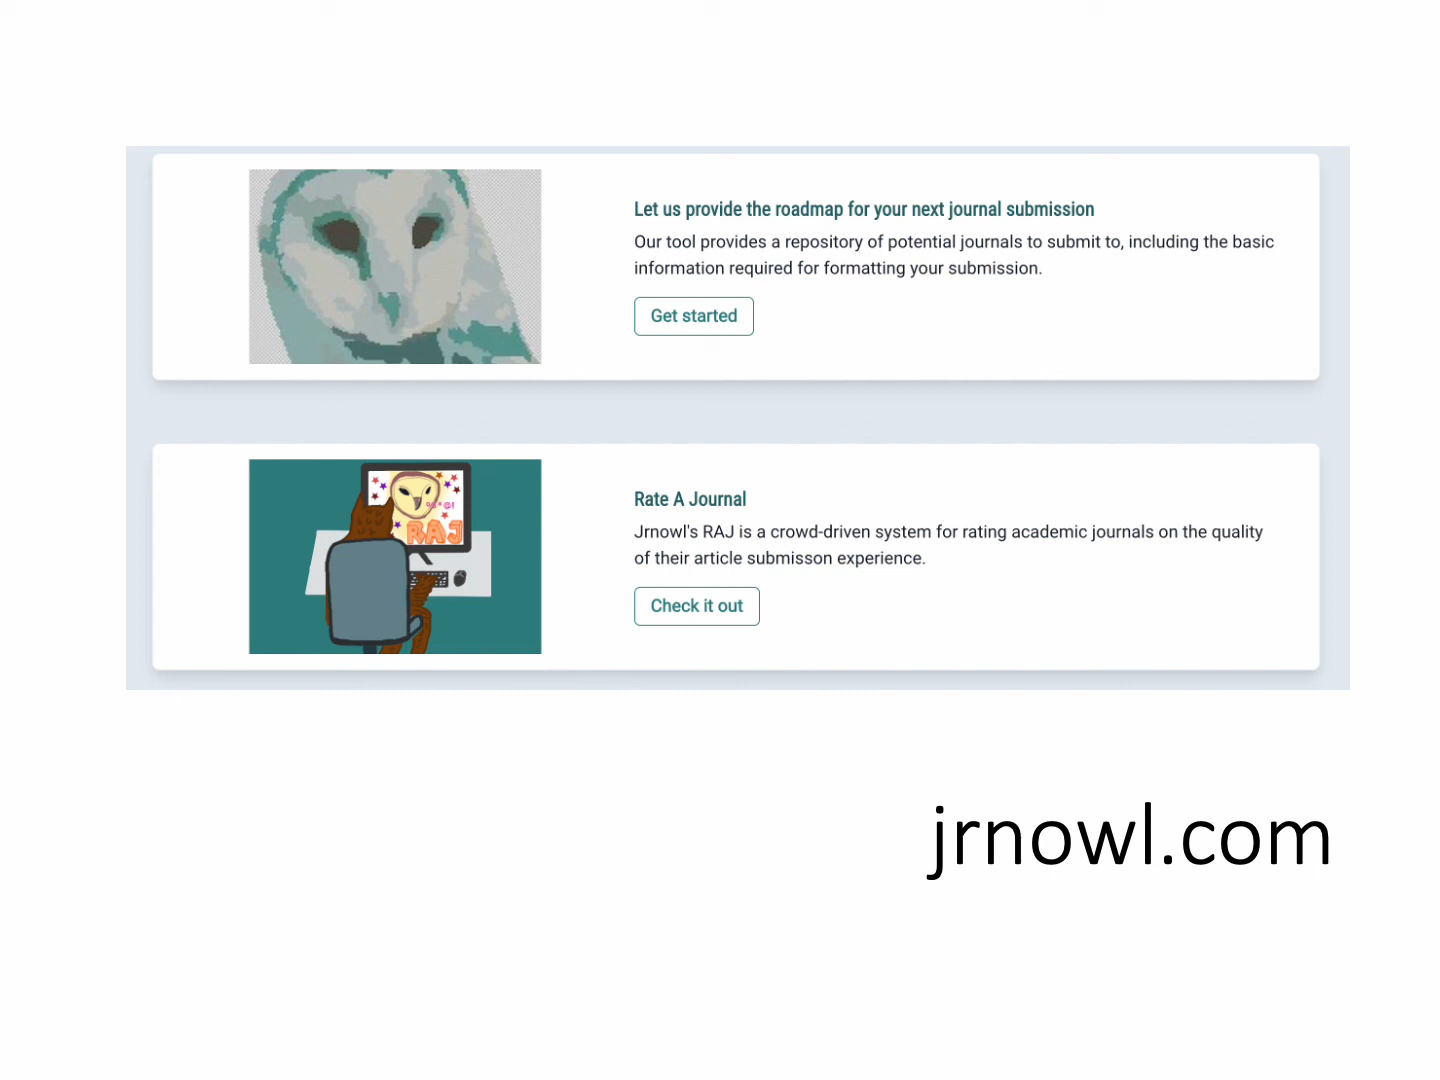 Let us provide the roadmap for your next journal submission
Our tool provides a repository of potential journals to submit to, including the basic
information required for formatting your submission.
Get started
%*@!
RAJ
Rate A Journal
Jrnowl's RAJ is a crowd-driven system for rating academic journals on the quality
of their article submisson experience.
Check it out
jrnowl.com